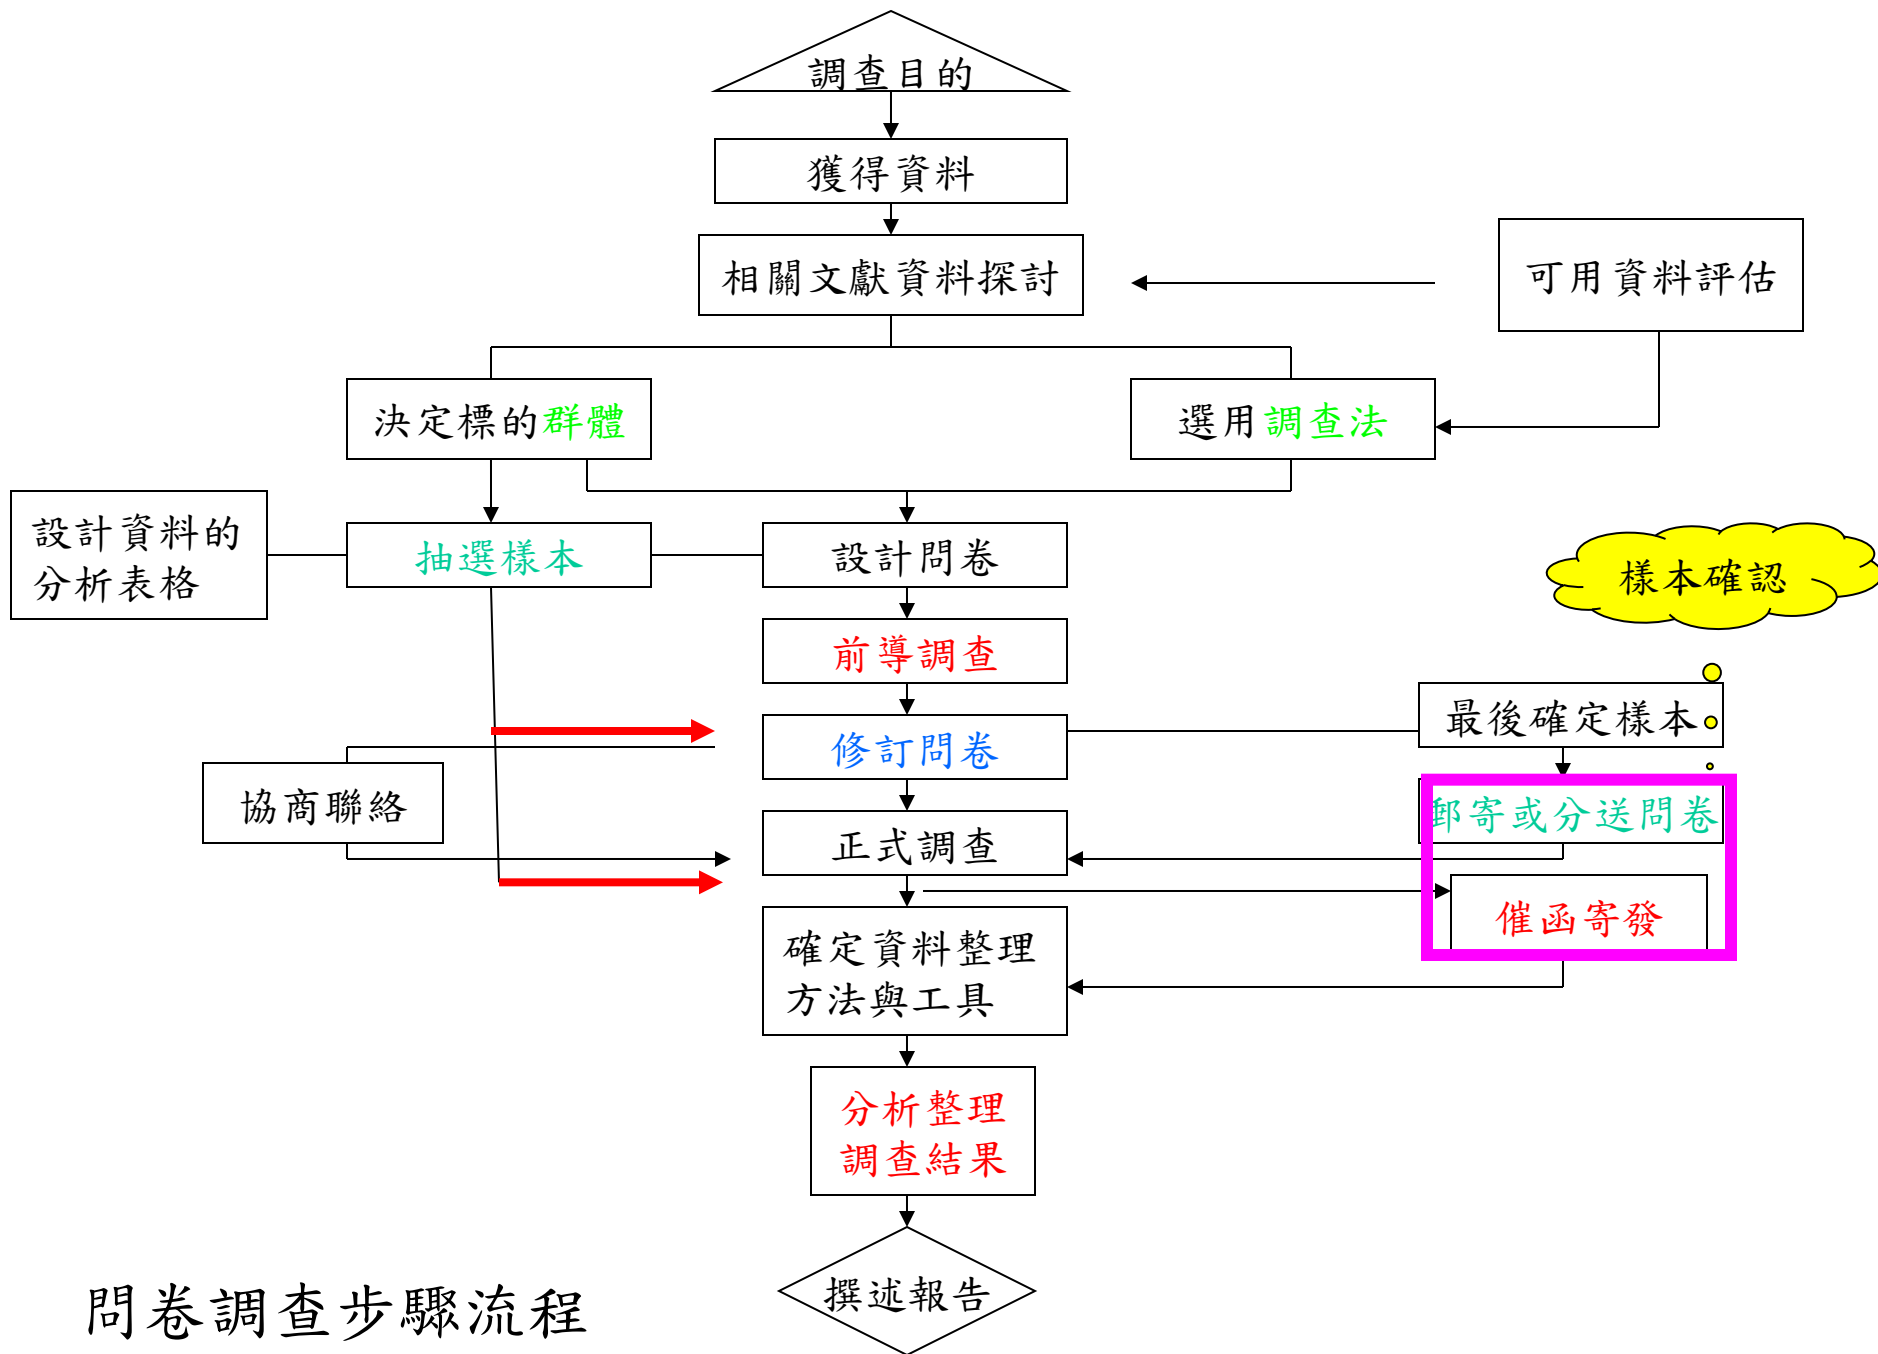 調查目的
獲得資料
相關文獻資料探討
可用資料評估
決定標的群體
選用調查法
設計資料的
分析表格
抽選樣本
設計問卷
樣本確認
前導調查
最後確定樣本
修訂問卷
協商聯絡
郵寄或分送問卷
正式調查
催函寄發
確定資料整理
方法與工具
分析整理
調查結果
撰述報告
問卷調查步驟流程